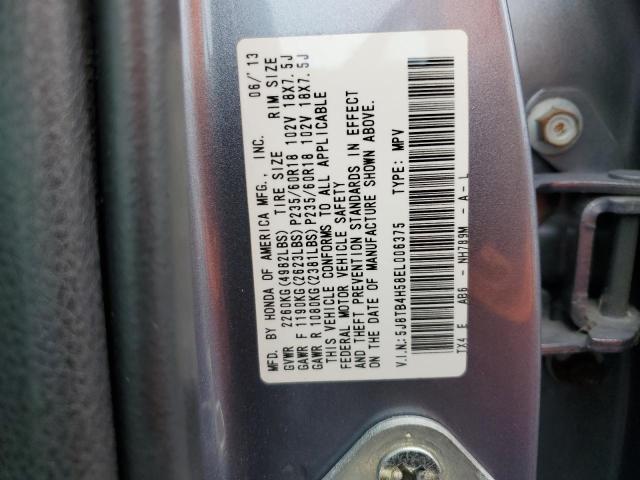 MFD. BY HONDA OF AMERICA MFG., INC. 06/'13
GVWR 2260KG(4982LBS) TIRE SIZE RIM SIZE
GAWR F 1190KG(2623LBS)P235/60R18 102V 18X7.5J
GAWR R 1080KG(2381LBS)P235/60R18 102V 18X7.5J
THIS VEHICLE CONFORMS TO ALL APPLICABLE
FEDERAL MOTOR VEHICLE SAFETY
AND THEFT PREVENTION STANDARDS IN EFFECT
ON THE DATE OF MANUFACTURE SHOWN ABOVE.
V.I.N.:5J8TB4H58EL006375 TYPE: MPV
TX4 E AB6 - NH789M - A - L